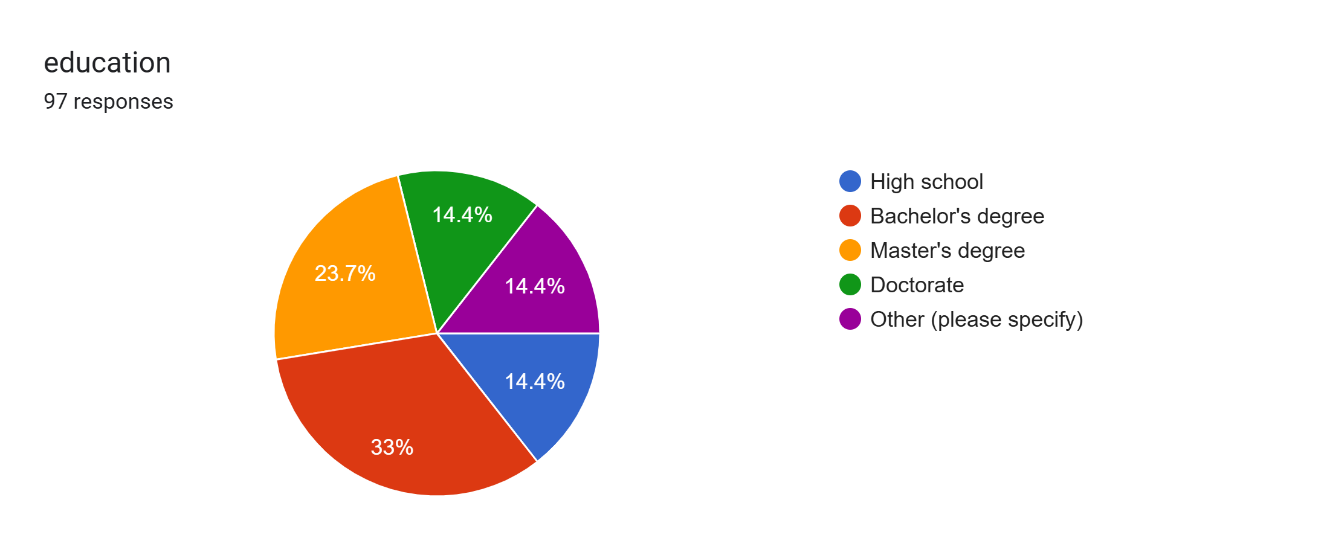 education
97 responses
14.4%
14.4%
23.7%
14.4%
33%
High school
Bachelor's degree
Master's degree
Doctorate
Other (please specify)